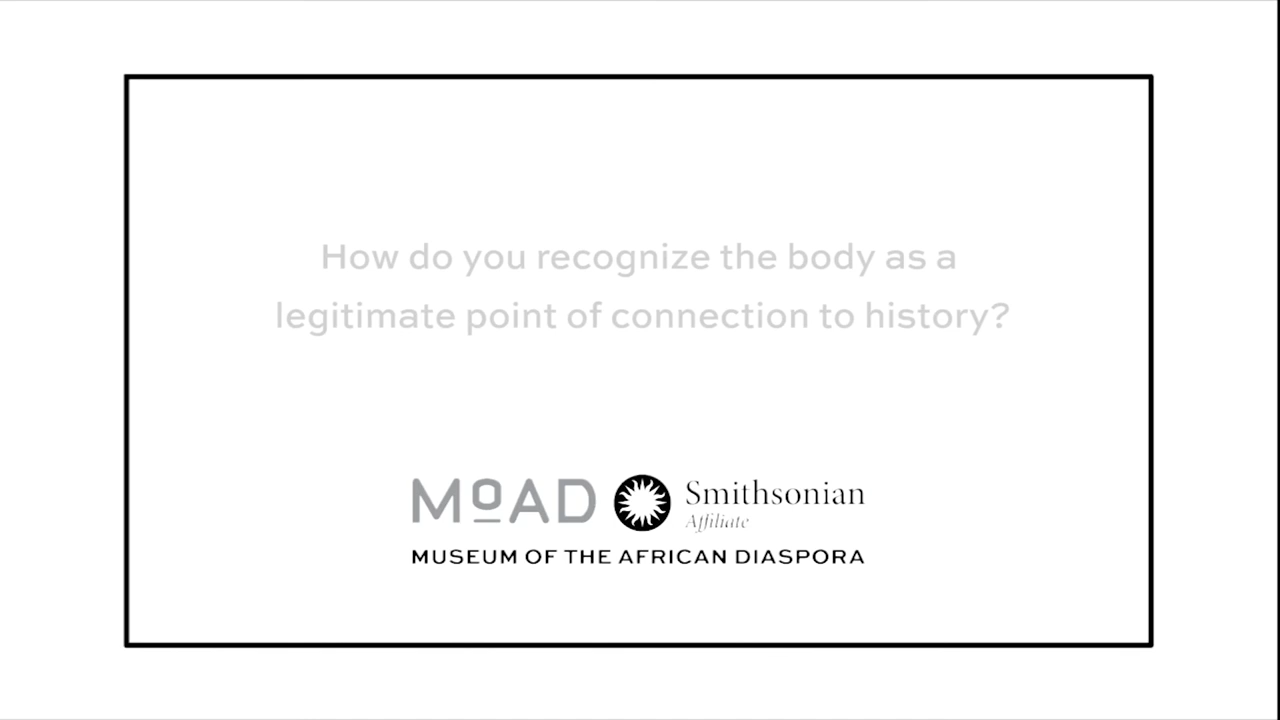 How do you recognize the body as a
legitimate point of connection to history?
MoAD
Smithsonian
Affiliate
MUSEUM OF THE AFRICAN DIASPORA